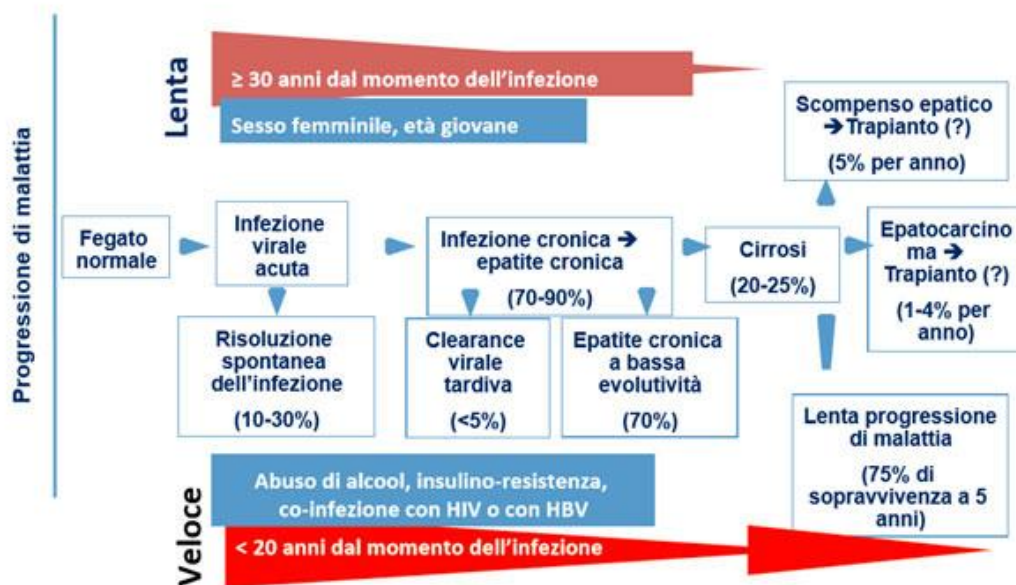 Progressione di malattia
Lenta
≥ 30 anni dal momento dell'infezione
Sesso femminile, età giovane
Scompenso epatico
➔Trapianto (?)
(5% per anno)
Fegato
normale
Infezione
virale
acuta
Infezione cronica ➔
epatite cronica
(70-90%)
Cirrosi
(20-25%)
Epatocarcino
ma ➔
Trapianto (?)
(1-4% per
anno)
Risoluzione
spontanea
dell'infezione
(10-30%)
Clearance
virale
tardiva
(<5%)
Epatite cronica
a bassa
evolutività
(70%)
Lenta progressione
di malattia
(75% di
sopravvivenza a 5
anni)
Veloce
Abuso di alcool, insulino-resistenza,
co-infezione con HIV o con HBV
< 20 anni dal momento dell'infezione